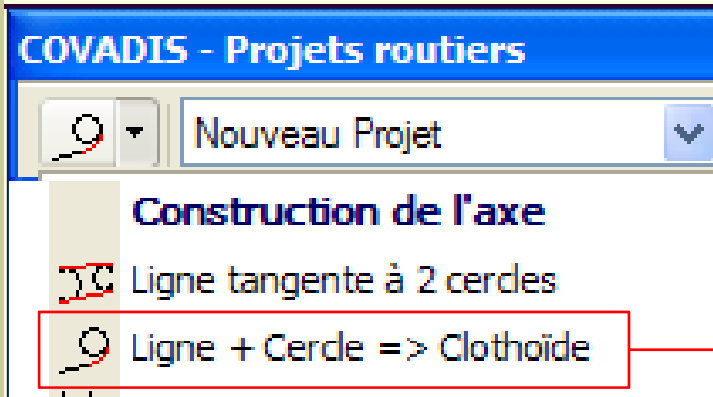 COVADIS - Projets routiers
Nouveau Projet
Construction de l'axe
Ligne tangente à 2 cercles
Ligne + Cercle => Clothoïde